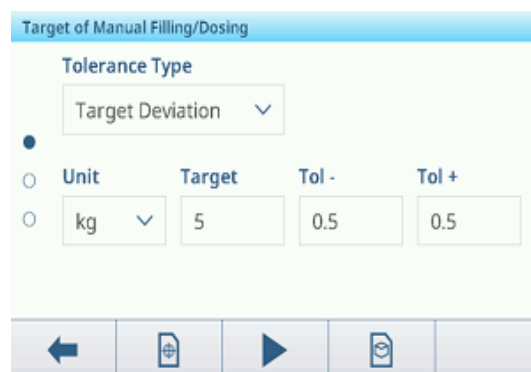 Target of Manual Filling/Dosing
Tolerance Type
Target Deviation
Unit Target Tol - Tol +
kg 5 0.5 0.5